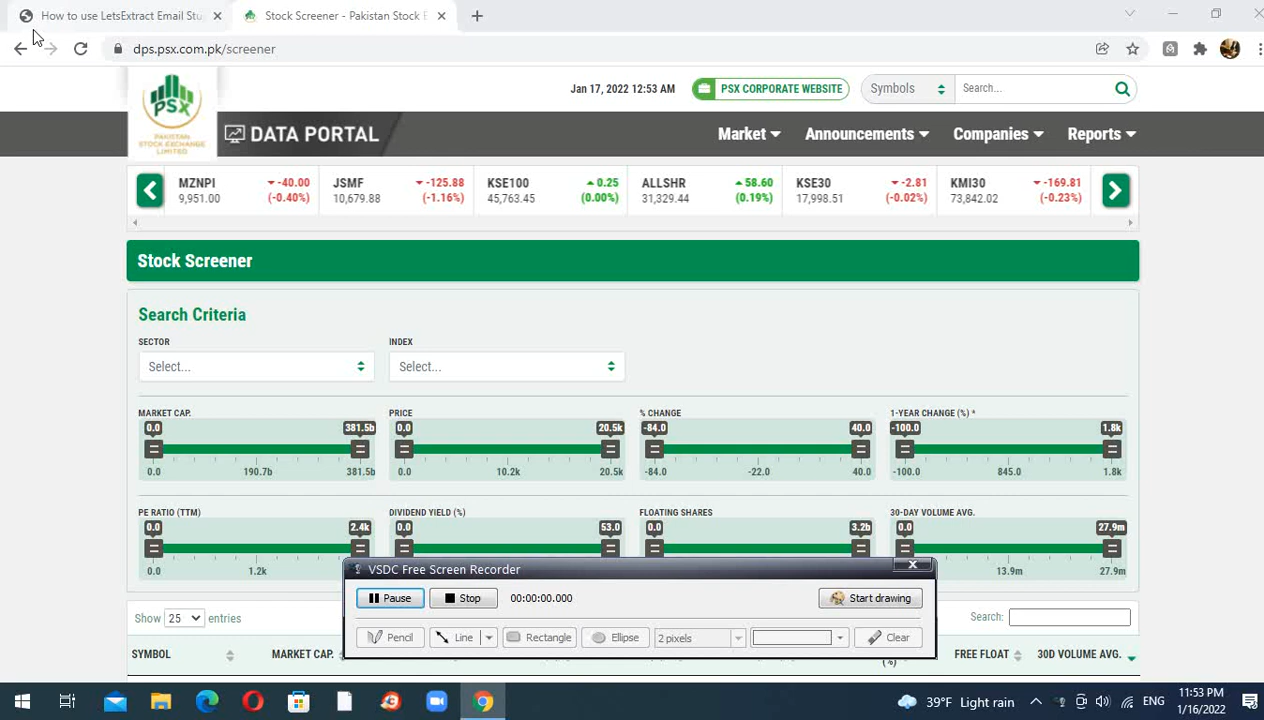 How to use LetsExtract Email Stu
Stock Screener - Pakistan Stock E
dps.psx.com.pk/screener
PSX
PAKISTAN
STOCK EXCHANGE
LIMITED
Jan 17, 2022 12:53 AM
PSX CORPORATE WEBSITE
Symbols
Search...
DATA PORTAL
Market
Announcements
Companies
Reports
MZNPI -40.00
9,951.00 (-0.40%)
JSMF -125.88
10,679.88 (-1.16%)
KSE100 0.25
45,763.45 (0.00%)
ALLSHR 58.60
31,329.44 (0.19%)
KSE30 -2.81
17,998.51 (-0.02%)
KMI30 -169.81
73,842.02 (-0.23%)
Stock Screener
Search Criteria
SECTOR
Select...
INDEX
Select...
MARKET CAP.
0.0 381.5b
0.0 190.7b 381.5b
PRICE
0.0 20.5k
0.0 10.2k 20.5k
% CHANGE
-84.0 40.0
-84.0 -22.0 40.0
1-YEAR CHANGE (%) *
-100.0 1.8k
-100.0 845.0 1.8k
PE RATIO (TTM)
0.0 2.4k
0.0 1.2k
DIVIDEND YIELD (%)
0.0 53.0
FLOATING SHARES
0.0 3.2b
30-DAY VOLUME AVG.
0.0 27.9m
13.9m 27.9m
VSDC Free Screen Recorder
Pause
Stop
00:00:00.000
Start drawing
Pencil
Line
Rectangle
Ellipse
2 pixels
Clear
Show 25 entries
Search:
SYMBOL
MARKET CAP.
(%)
FREE FLOAT
30D VOLUME AVG.
39°F Light rain
ENG
11:53 PM
1/16/2022